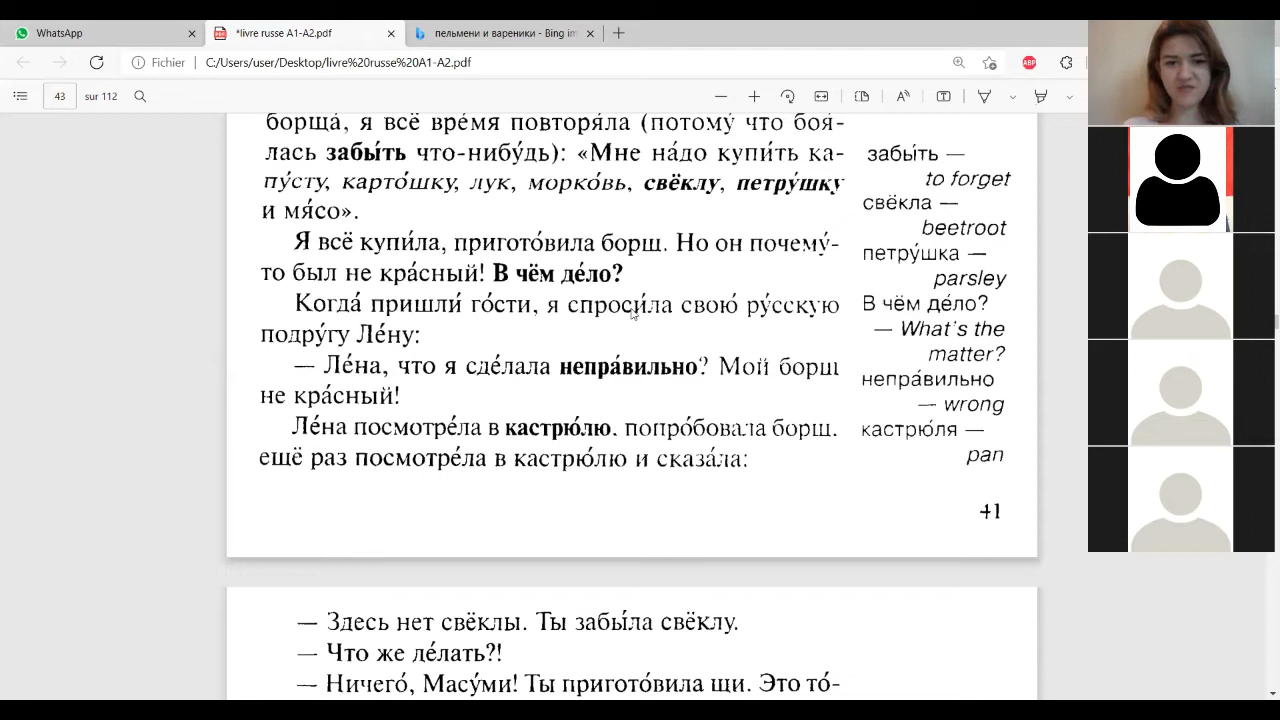 WhatsApp
*livre russe A1-A2.pdf
пельмени и вареники - Bing im
Fichier
C:/Users/user/Desktop/livre%20russe%20A1-A2.pdf
ABP
43 sur 112
борща́, я всё вре́мя повторя́ла (потому́ что боя́-
лась забы́ть что-нибу́дь): «Мне на́до купи́ть ка-
пу́сту, карто́шку, лук, морко́вь, свёклу, петру́шку
и мя́со».
Я всё купи́ла, пригото́вила борщ. Но он почему́-
то был не кра́сный! В чём де́ло?
Когда́ пришли́ го́сти, я спроси́ла свою́ ру́сскую
подру́гу Ле́ну:
— Ле́на, что я сде́лала непра́вильно? Мой борщ
не кра́сный!
Ле́на посмотре́ла в кастрю́лю, попро́бовала борщ,
ещё раз посмотре́ла в кастрю́лю и сказа́ла:
забы́ть —
to forget
свёкла —
beetroot
петру́шка —
parsley
В чём де́ло?
— What's the
matter?
непра́вильно
— wrong
кастрю́ля —
pan
41
— Здесь нет свёклы. Ты забы́ла свёклу.
— Что же де́лать?!
— Ничего́, Масу́ми! Ты пригото́вила щи. Это то́-